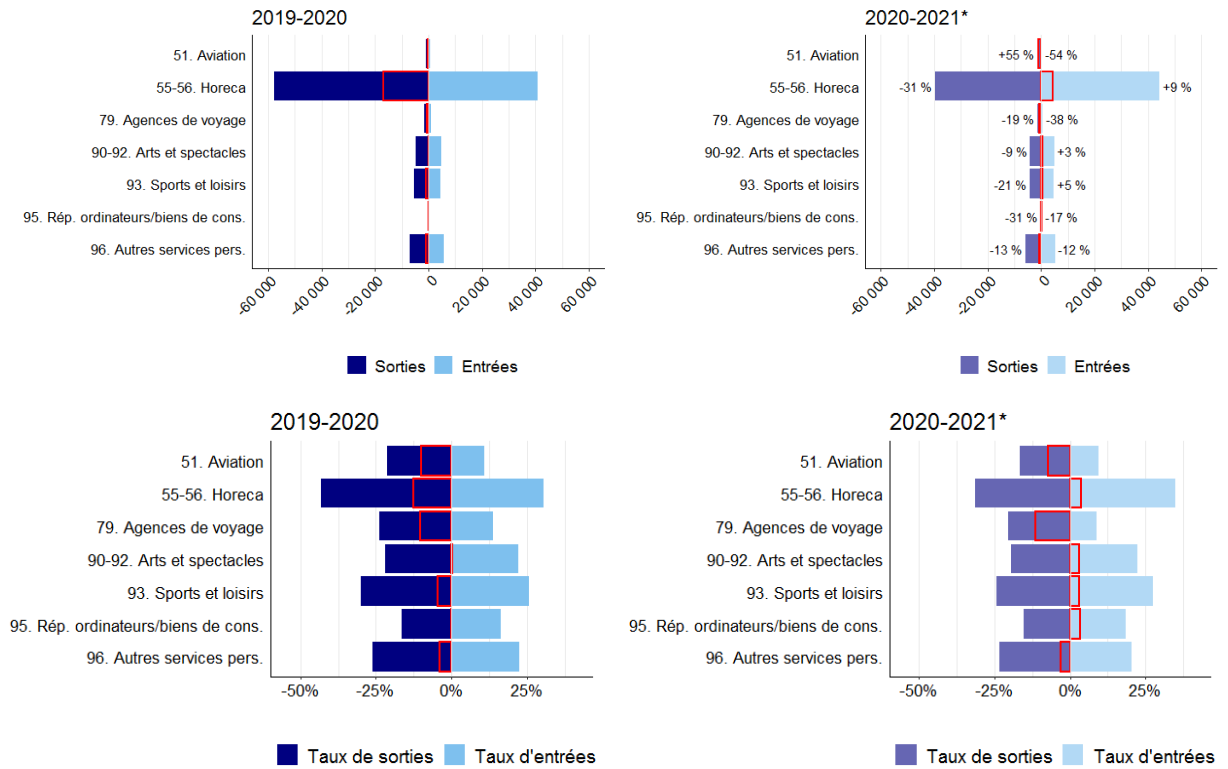 2019-2020
51. Aviation
55-56. Horeca
79. Agences de voyage
90-92. Arts et spectacles
93. Sports et loisirs
95. Rép. ordinateurs/biens de cons.
96. Autres services pers.
-60 000 -40 000 -20 000 0 20 000 40 000 60 000
Sorties Entrées
2020-2021*
51. Aviation +55 % -54 %
55-56. Horeca -31 % +9 %
79. Agences de voyage -19 % -38 %
90-92. Arts et spectacles -9 % +3 %
93. Sports et loisirs -21 % +5 %
95. Rép. ordinateurs/biens de cons. -31 % -17 %
96. Autres services pers. -13 % -12 %
-60 000 -40 000 -20 000 0 20 000 40 000 60 000
Sorties Entrées
2019-2020
51. Aviation
55-56. Horeca
79. Agences de voyage
90-92. Arts et spectacles
93. Sports et loisirs
95. Rép. ordinateurs/biens de cons.
96. Autres services pers.
-50% -25% 0% 25%
Taux de sorties Taux d'entrées
2020-2021*
51. Aviation
55-56. Horeca
79. Agences de voyage
90-92. Arts et spectacles
93. Sports et loisirs
95. Rép. ordinateurs/biens de cons.
96. Autres services pers.
-50% -25% 0% 25%
Taux de sorties Taux d'entrées